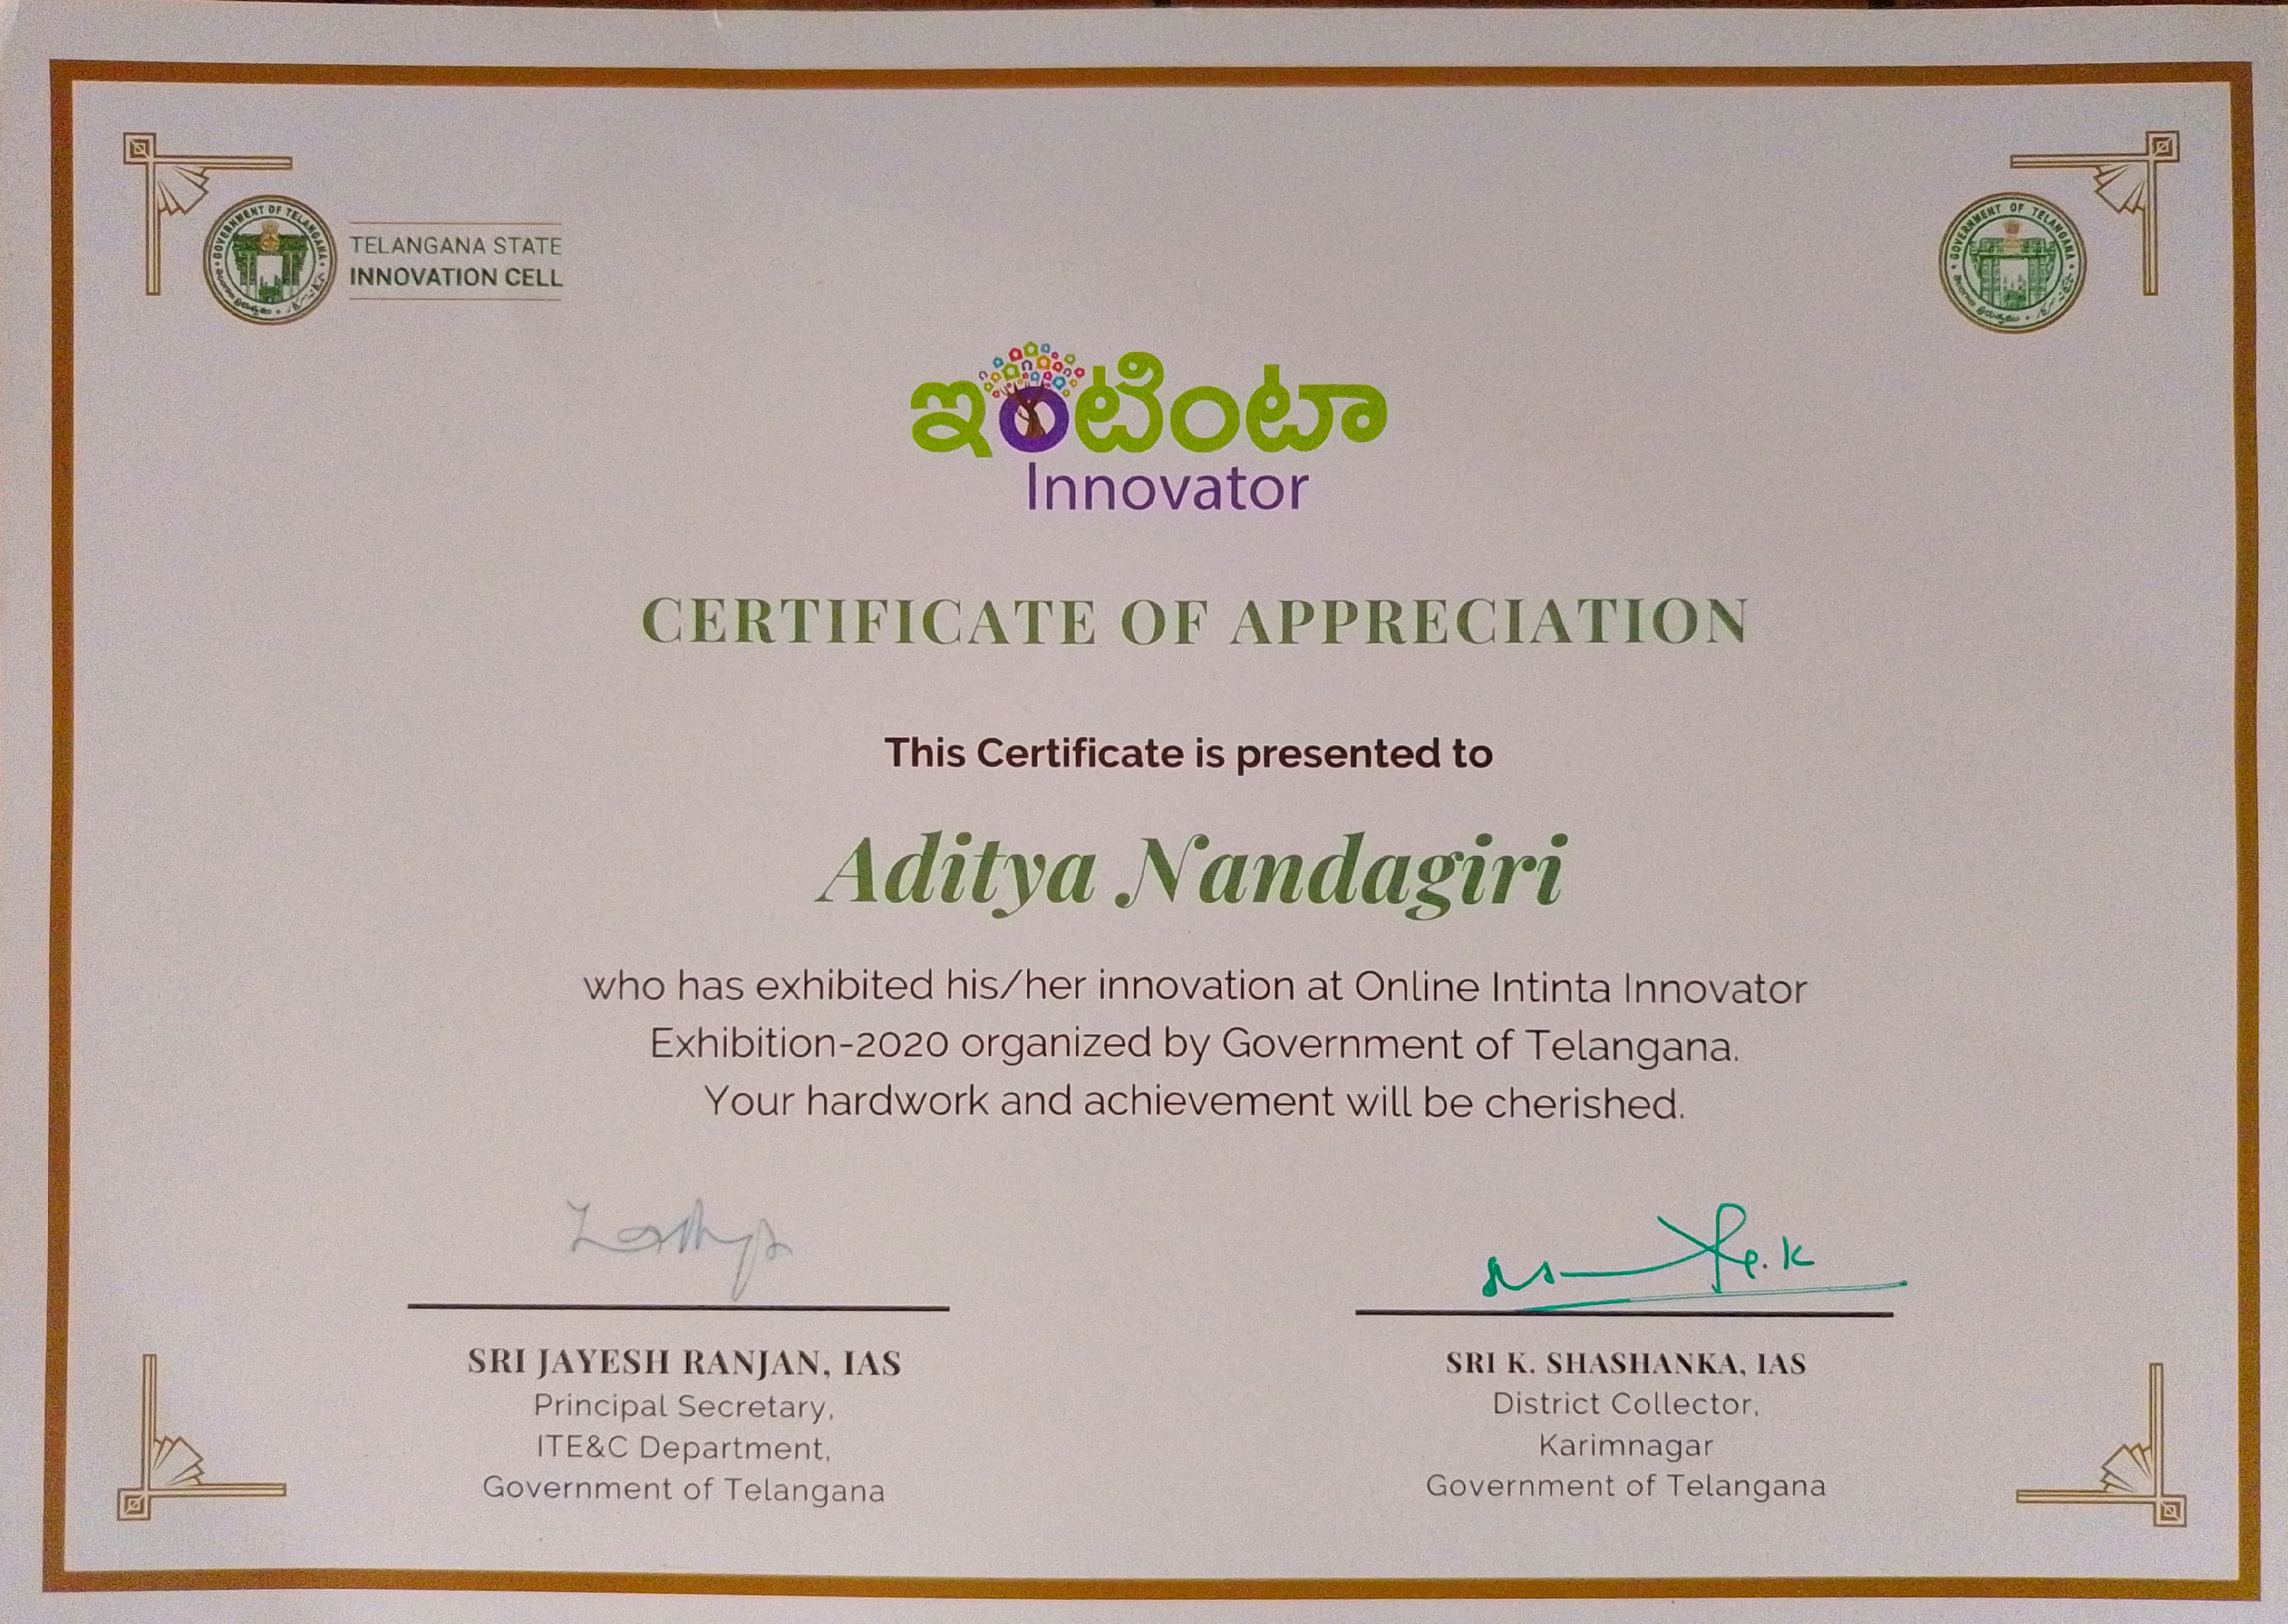 GOVERNMENT OF TELANGANA
TELANGANA STATE
INNOVATION CELL
GOVERNMENT OF TELANGANA
ఇంటింటా
Innovator
CERTIFICATE OF APPRECIATION
This Certificate is presented to
Aditya Nandagiri
who has exhibited his/her innovation at Online Intinta Innovator
Exhibition-2020 organized by Government of Telangana.
Your hardwork and achievement will be cherished.
SRI JAYESH RANJAN, IAS
Principal Secretary,
ITE&C Department,
Government of Telangana
SRI K. SHASHANKA, IAS
District Collector,
Karimnagar
Government of Telangana